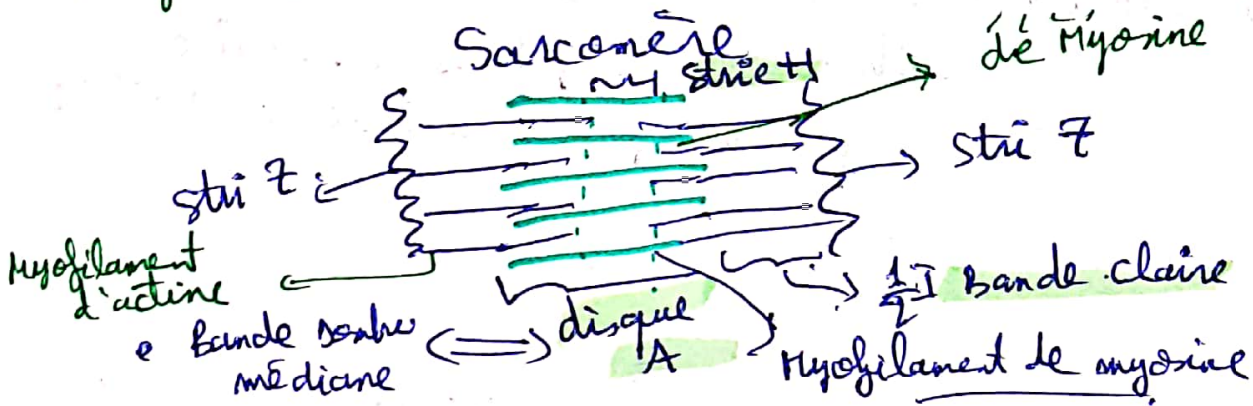 Sarcomère
strie H
de Myosine
stri Z
stri Z
Myofilament
d'actine
1/2 I Bande claire
Bande sombre
médiane
disque
A
Myofilament de myosine